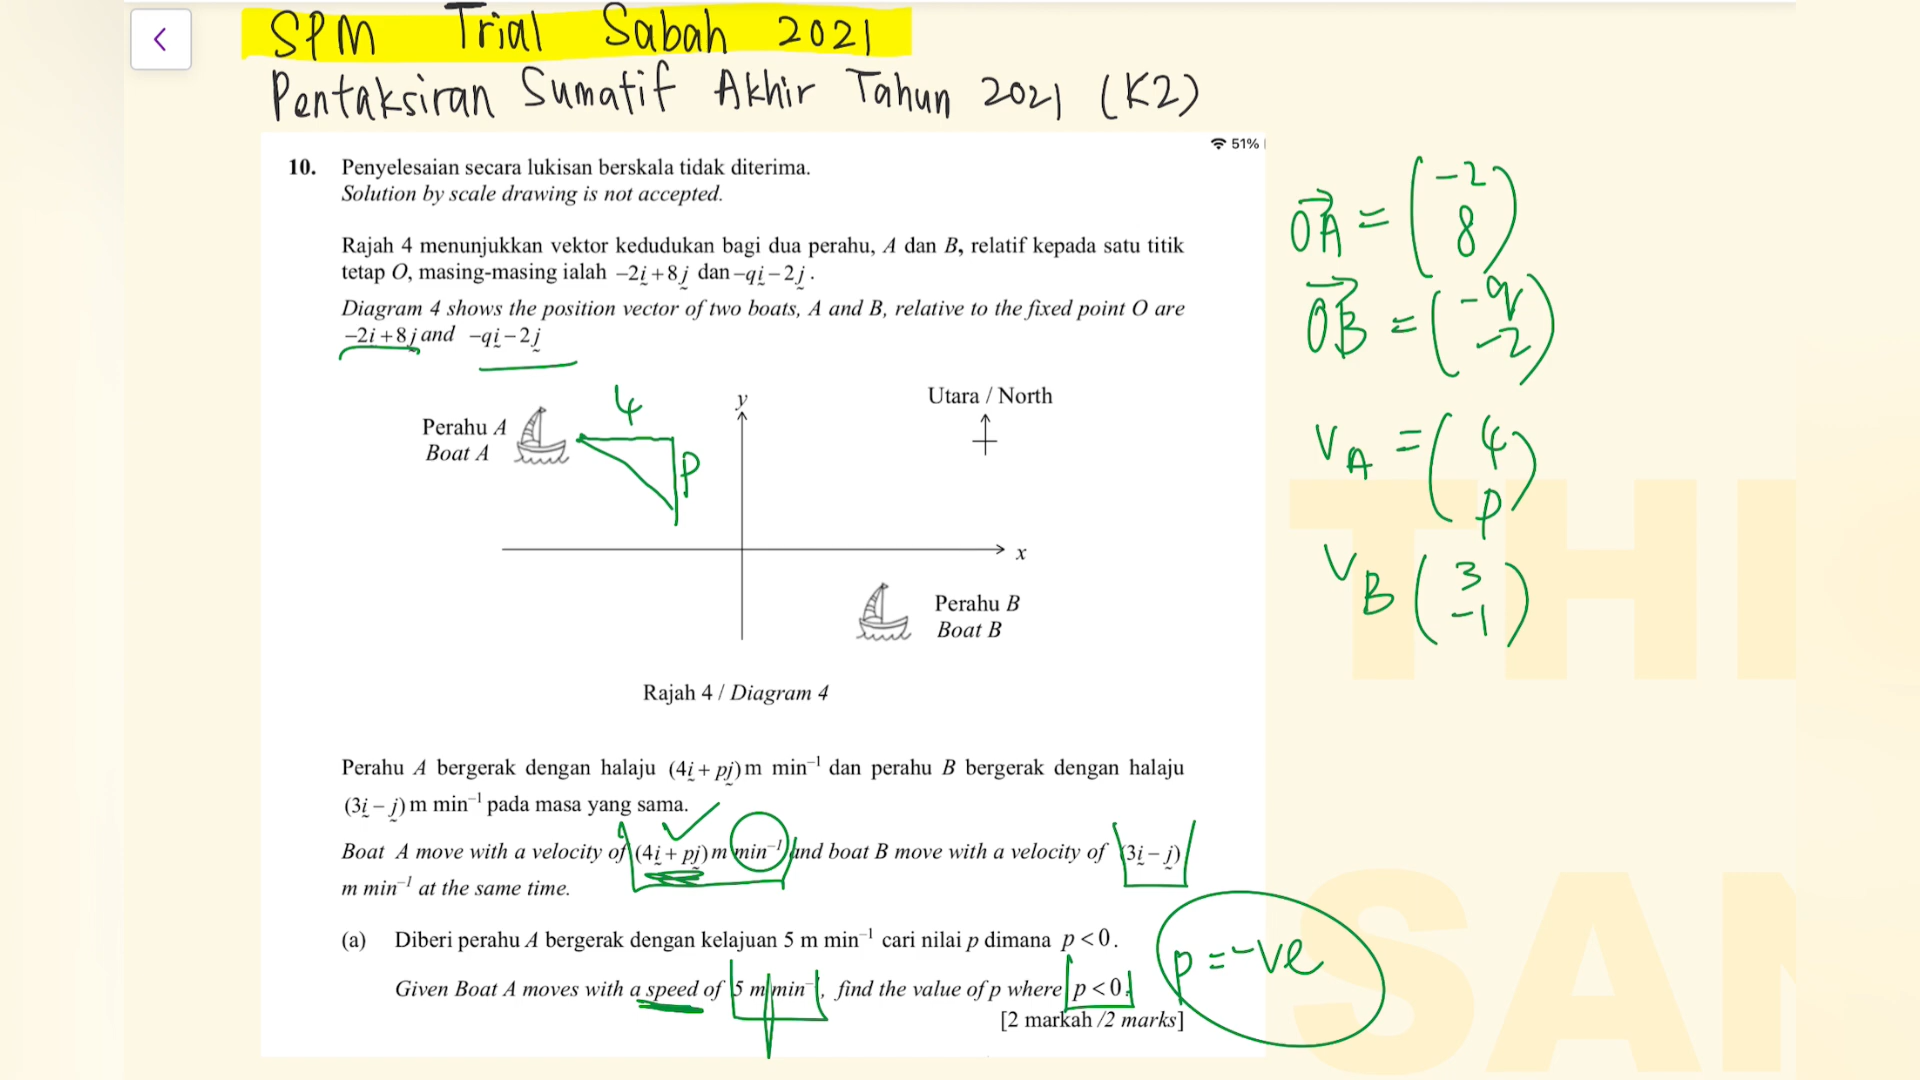 SPM Trial Sabah 2021
Pentaksiran Sumatif Akhir Tahun 2021 (K2)
51%
10. Penyelesaian secara lukisan berskala tidak diterima.
Solution by scale drawing is not accepted.
Rajah 4 menunjukkan vektor kedudukan bagi dua perahu, A dan B, relatif kepada satu titik
tetap O, masing-masing ialah −2i+8j dan −qi−2j.
Diagram 4 shows the position vector of two boats, A and B, relative to the fixed point O are
−2i+8j and −qi−2j
Perahu A
Boat A
4
P
y
Utara / North
x
Perahu B
Boat B
Rajah 4 / Diagram 4
Perahu A bergerak dengan halaju (4i+pj) m min⁻¹ dan perahu B bergerak dengan halaju
(3i−j) m min⁻¹ pada masa yang sama.
Boat A move with a velocity of (4i+pj) m min⁻¹ and boat B move with a velocity of (3i−j)
m min⁻¹ at the same time.
(a) Diberi perahu A bergerak dengan kelajuan 5 m min⁻¹ cari nilai p dimana p<0.
Given Boat A moves with a speed of 5 m min⁻¹, find the value of p where p<0.
[2 markah /2 marks]
OA = (-2 8)
OB = (-q -2)
VA = (4 p)
VB (3 -1)
p = -ve
THI
SAN